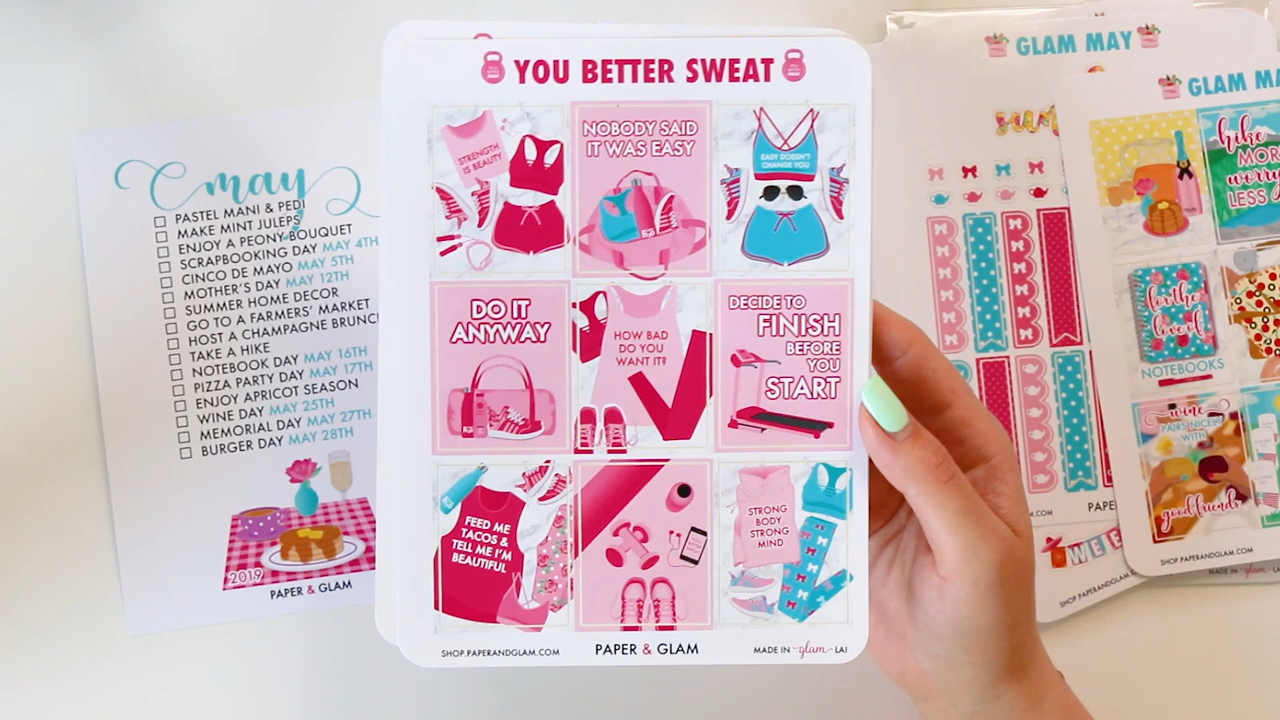 may
PASTEL MANI & PEDI
MAKE MINT JULEPS
ENJOY A PEONY BOUQUET
SCRAPBOOKING DAY MAY 4TH
CINCO DE MAYO MAY 5TH
MOTHER'S DAY MAY 12TH
SUMMER HOME DECOR
GO TO A FARMERS' MARKET
HOST A CHAMPAGNE BRUNCH
TAKE A HIKE
NOTEBOOK DAY MAY 16TH
PIZZA PARTY DAY MAY 17TH
ENJOY APRICOT SEASON
WINE DAY MAY 25TH
MEMORIAL DAY MAY 27TH
BURGER DAY MAY 28TH
2019
PAPER & GLAM
YOU BETTER SWEAT
STRENGTH
IS BEAUTY
NOBODY SAID
IT WAS EASY
EASY DOESN'T
CHANGE YOU
DO IT
ANYWAY
HOW BAD
DO YOU
WANT IT?
DECIDE TO
FINISH
BEFORE
YOU
START
FEED ME
TACOS &
TELL ME I'M
BEAUTIFUL
STRONG
BODY
STRONG
MIND
SHOP.PAPERANDGLAM.COM
PAPER & GLAM
MADE IN glam LA!
GLAM MAY
PAPER
GLAM MA
hike
MORE
worry
LESS
for the
love of
NOTEBOOKS
wine
PAIRS NICELY
WITH
good friends
SHOP.PAPERANDGLAM.COM
MADE IN glam LA!
WEE
SHOP.PAPERANDGLAM.COM